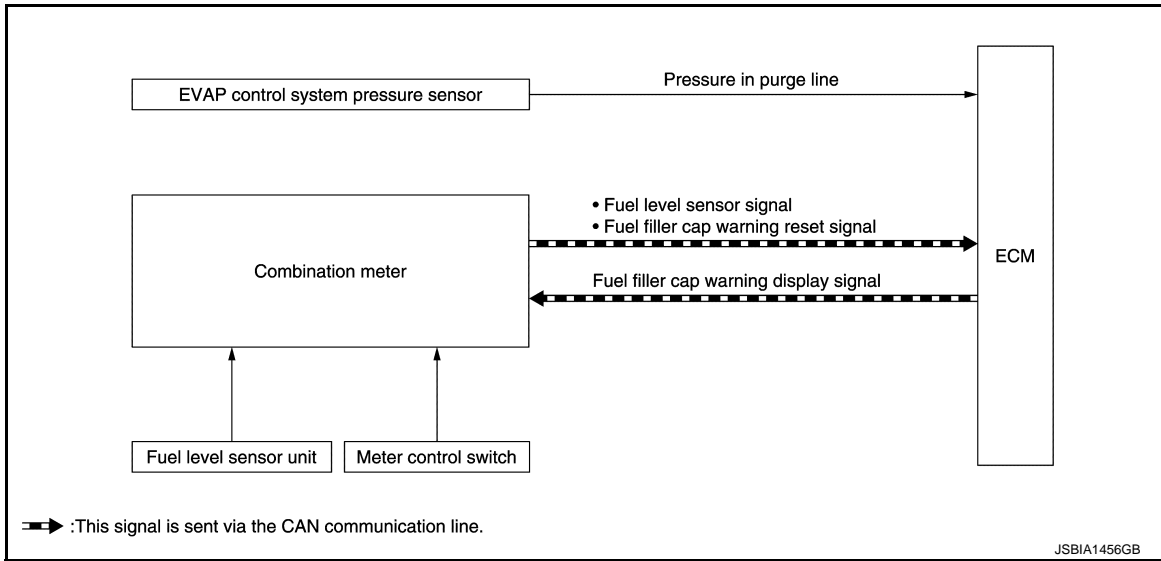 EVAP control system pressure sensor
Pressure in purge line
Combination meter
• Fuel level sensor signal
• Fuel filler cap warning reset signal
Fuel filler cap warning display signal
ECM
Fuel level sensor unit
Meter control switch
:This signal is sent via the CAN communication line.
JSBIA1456GB